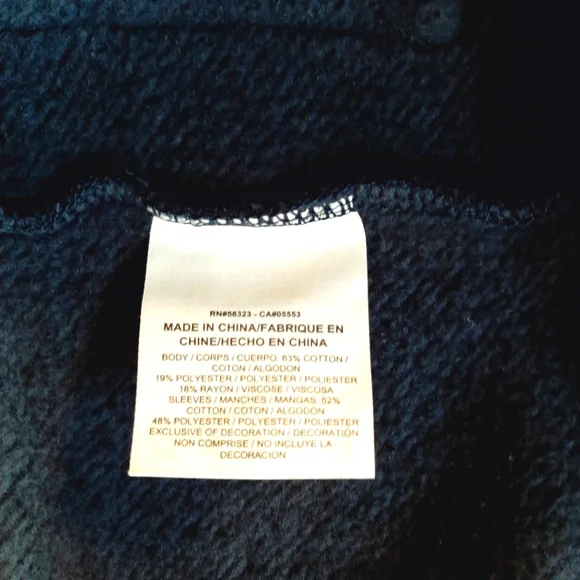 RN#56323 - CA#05553
MADE IN CHINA/FABRIQUE EN
CHINE/HECHO EN CHINA
BODY / CORPS / CUERPO 63% COTTON /
COTON / ALGODON
19% POLYESTER / POLYESTER / POLIESTER
18% RAYON / VISCOSE / VISCOSA
SLEEVES / MANCHES / MANGAS 52%
COTTON / COTON / ALGODON
48% POLYESTER / POLYESTER / POLIESTER
EXCLUSIVE OF DECORATION / DECORATION
NON COMPRISE / NO INCLUYE LA
DECORACION